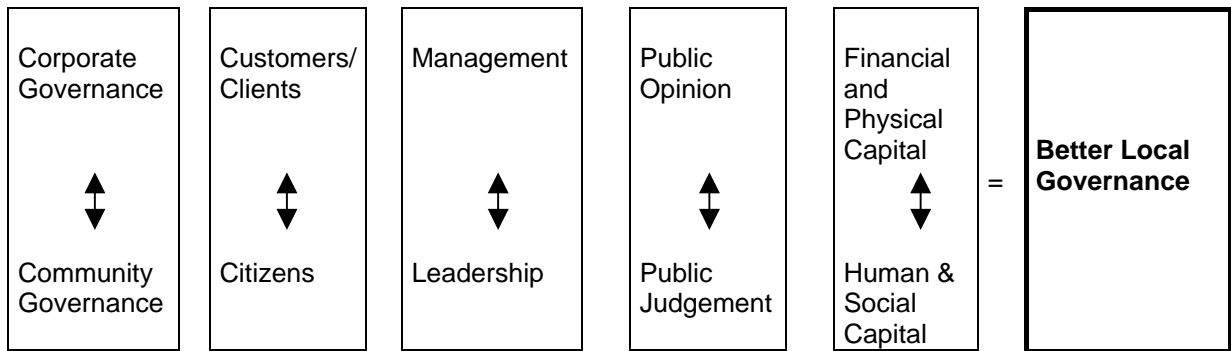 Corporate
Governance
Community
Governance
Customers/
Clients
Citizens
Management
Leadership
Public
Opinion
Public
Judgement
Financial
and
Physical
Capital
Human &
Social
Capital
=
Better Local
Governance